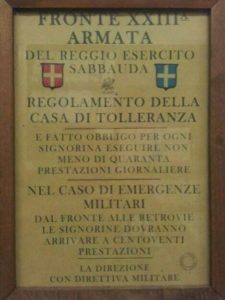 FRONTE XXIIIª
ARMATA
DEL REGGIO ESERCITO
SABBAUDA
REGOLAMENTO DELLA
CASA DI TOLLERANZA
E FATTO OBBLIGO PER OGNI
SIGNORINA ESEGUIRE NON
MENO DI QUARANTA
PRESTAZIONI GIORNALIERE
NEL CASO DI EMERGENZE
MILITARI
DAL FRONTE ALLE RETROVIE
LE SIGNORINE DOVRANNO
ARRIVARE A CENTOVENTI
PRESTAZIONI
LA DIREZIONE
CON DIRETTIVA MILITARE